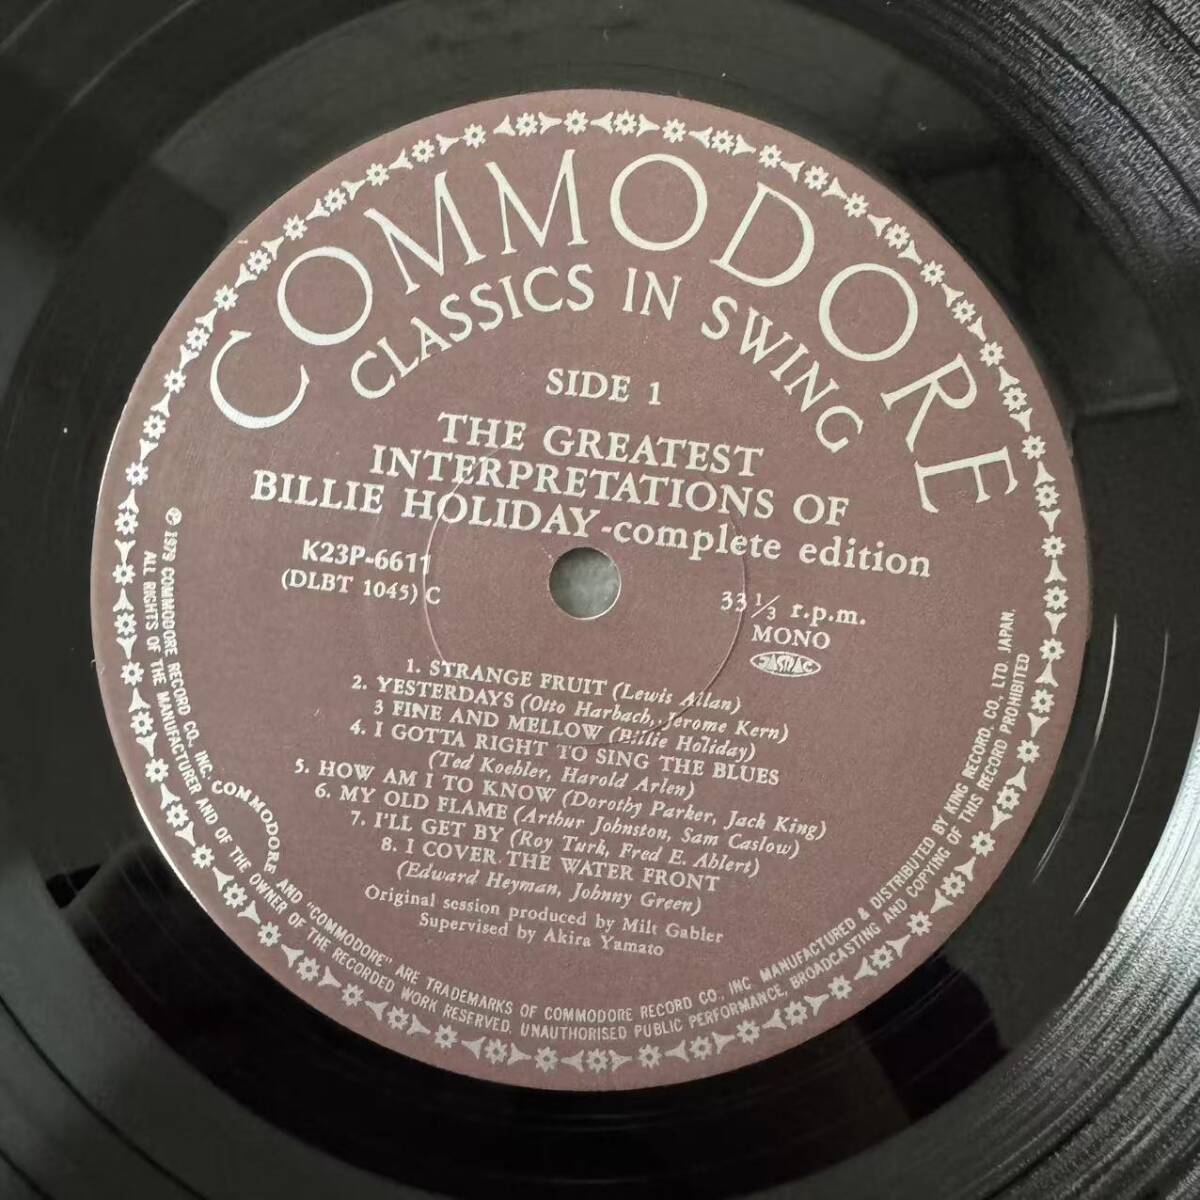 COMMODORE
CLASSICS IN SWING
SIDE 1
THE GREATEST
INTERPRETATIONS OF
BILLIE HOLIDAY-complete edition
K23P-6611
(DLBT 1045) C
33 1/3 r.p.m.
MONO
JASRAC
1. STRANGE FRUIT (Lewis Allan)
2. YESTERDAYS (Otto Harbach, Jerome Kern)
3 FINE AND MELLOW (Billie Holiday)
4. I GOTTA RIGHT TO SING THE BLUES
(Ted Koehler, Harold Arlen)
5. HOW AM I TO KNOW (Dorothy Parker, Jack King)
6. MY OLD FLAME (Arthur Johnston, Sam Caslow)
7. I'LL GET BY (Roy Turk, Fred E. Ahlert)
8. I COVER THE WATER FRONT
(Edward Heyman, Johnny Green)
Original session produced by Milt Gabler
Supervised by Akira Yamato
℗ 1979 COMMODORE RECORD CO., INC. COMMODORE AND "COMMODORE" ARE TRADEMARKS OF COMMODORE RECORD CO., INC. MANUFACTURED & DISTRIBUTED BY KING RECORD, CO., LTD. JAPAN.
ALL RIGHTS OF THE MANUFACTURER AND OF THE OWNER OF THE RECORDED WORK RESERVED. UNAUTHORISED PUBLIC PERFORMANCE, BROADCASTING AND COPYING OF THIS RECORD PROHIBITED